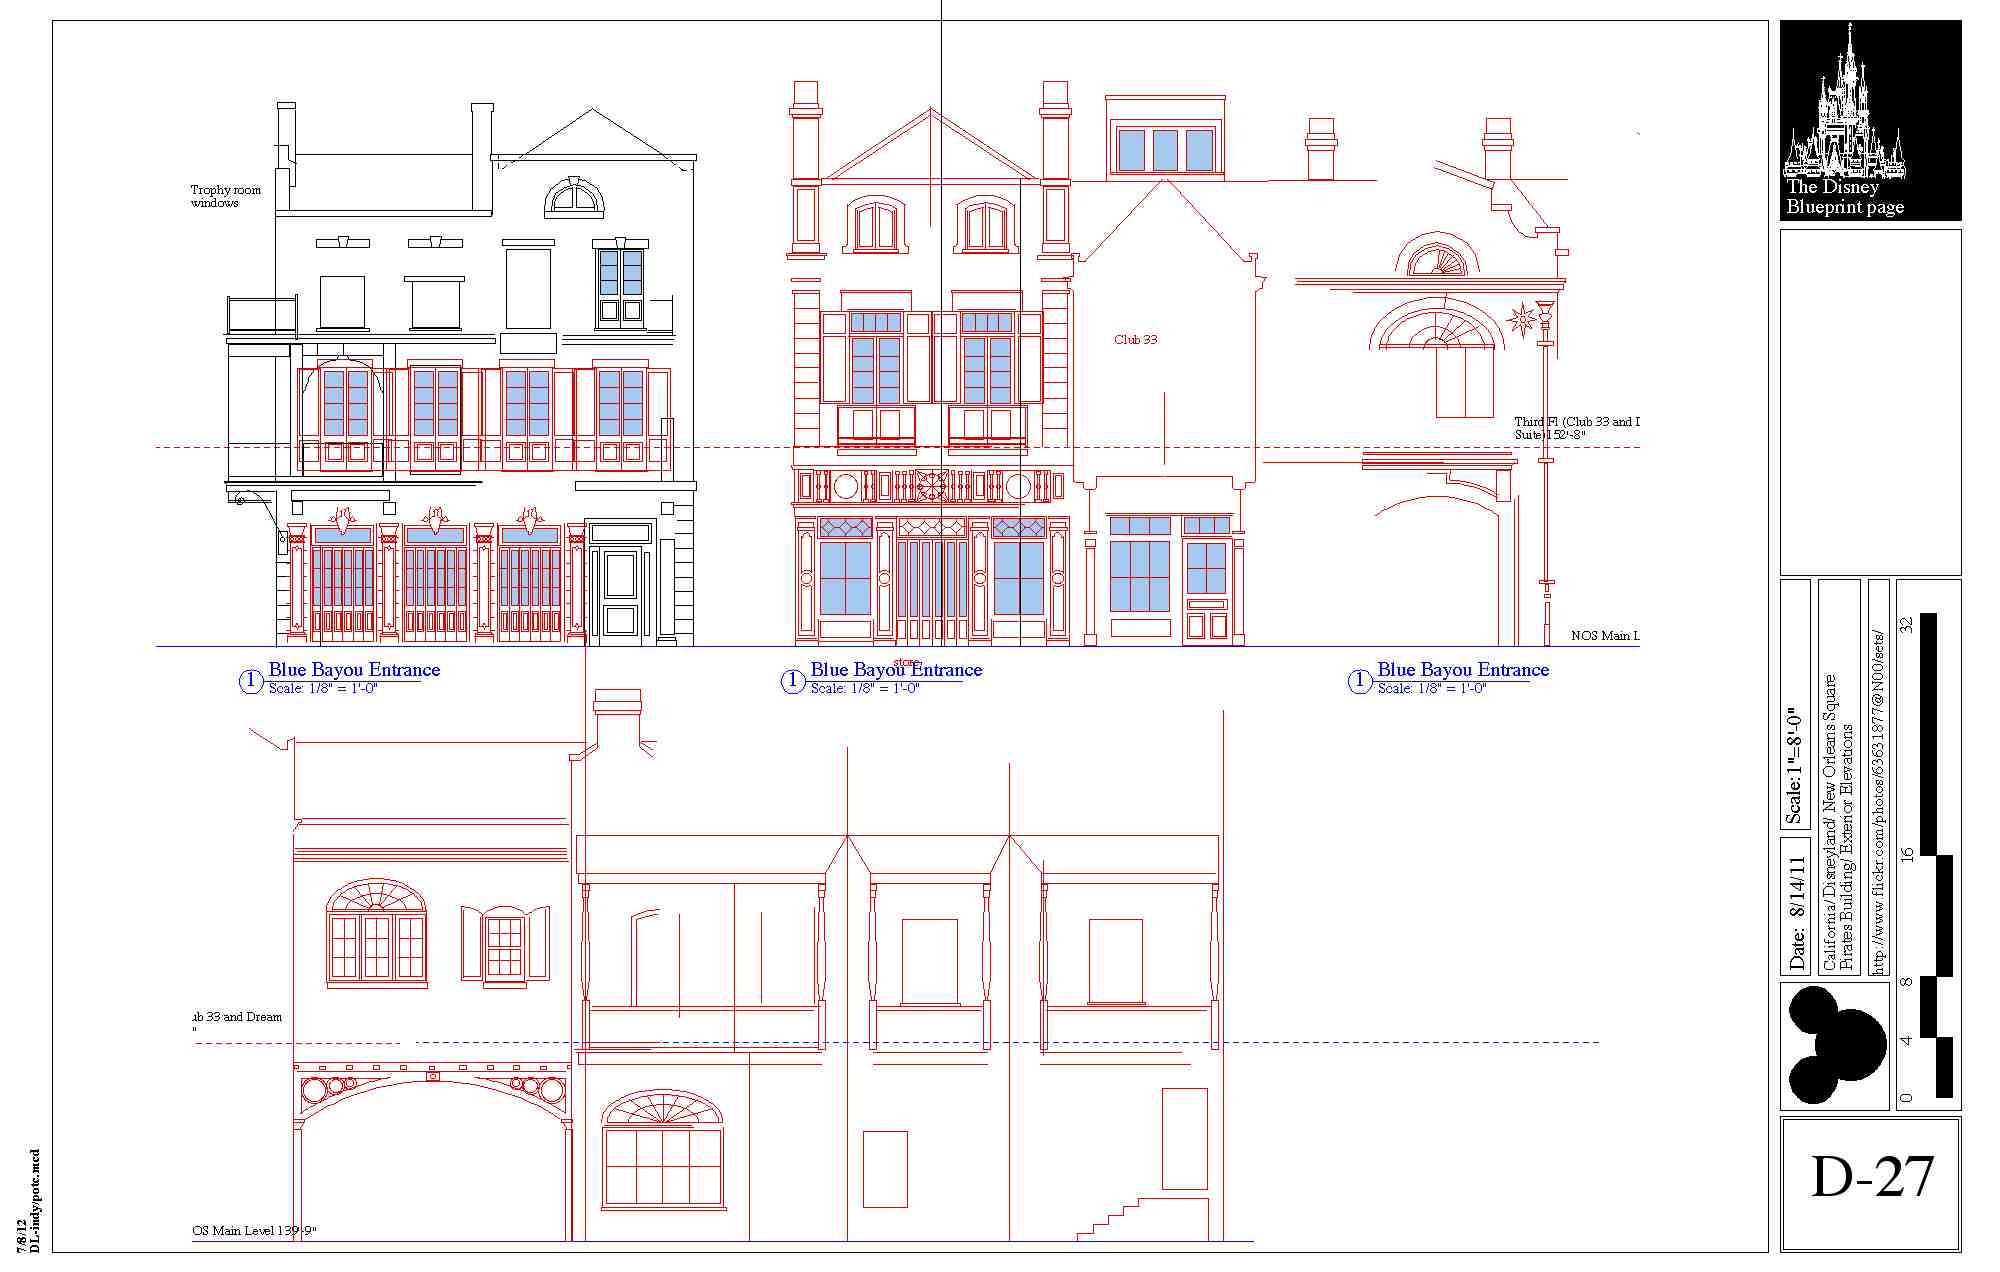 Trophy room
windows
Club 33
Third Fl (Club 33 and I
Suite)152'-8"
NOS Main L
store
1 Blue Bayou Entrance
Scale: 1/8" = 1'-0"
1 Blue Bayou Entrance
Scale: 1/8" = 1'-0"
1 Blue Bayou Entrance
Scale: 1/8" = 1'-0"
ub 33 and Dream
"
OS Main Level 139'-9"
7/8/12
DL-indy/potc.mcd
The Disney
Blueprint page
Scale: 1"=8'-0"
Date: 8/14/11
California/ Disneyland/ New Orleans Square
Pirates Building/ Exterior Elevations
http://www.flickr.com/photos/63631877@N00/sets/
32
16
8
4
0
D-27